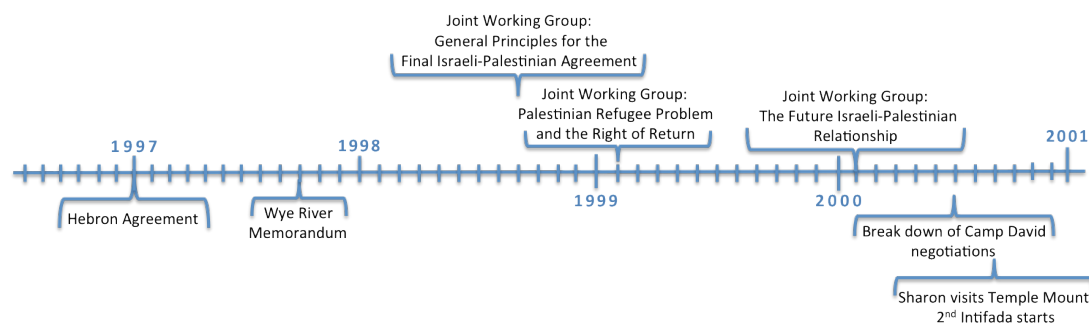 Joint Working Group:
General Principles for the
Final Israeli-Palestinian Agreement
Joint Working Group:
Palestinian Refugee Problem
and the Right of Return
Joint Working Group:
The Future Israeli-Palestinian
Relationship
1997
1998
1999
2000
2001
Hebron Agreement
Wye River
Memorandum
Break down of Camp David
negotiations
Sharon visits Temple Mount
2nd Intifada starts